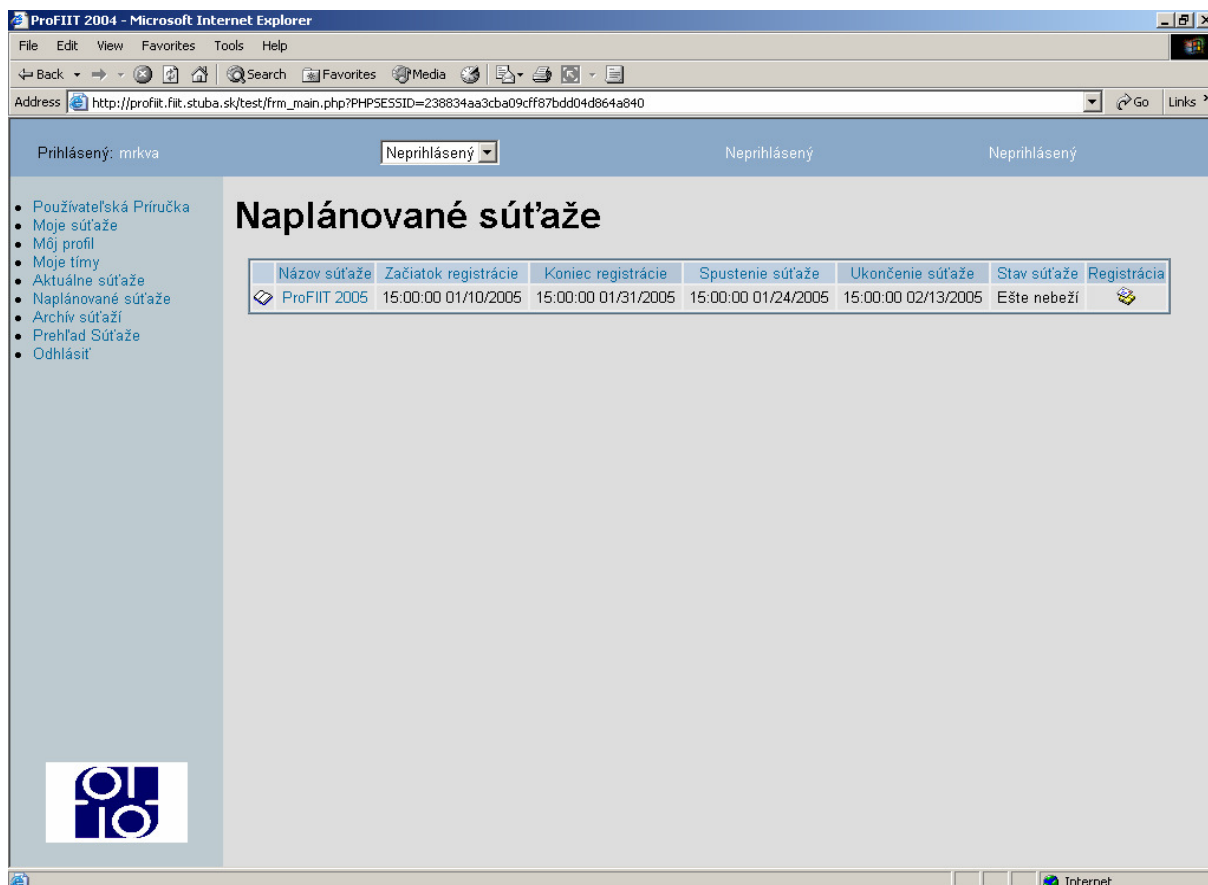 ProFIIT 2004 - Microsoft Internet Explorer
File Edit View Favorites Tools Help
Back Search Favorites Media
Address http://profiit.fiit.stuba.sk/test/frm_main.php?PHPSESSID=238834aa3cba09cff87bdd04d864a840 Go Links
Prihlásený: mrkva Neprihlásený Neprihlásený Neprihlásený
Používateľská Príručka
Moje súťaže
Môj profil
Moje tímy
Aktuálne súťaže
Naplánované súťaže
Archív súťaží
Prehľad Súťaže
Odhlásiť
Naplánované súťaže
Názov súťaže Začiatok registrácie Koniec registrácie Spustenie súťaže Ukončenie súťaže Stav súťaže Registrácia
ProFIIT 2005 15:00:00 01/10/2005 15:00:00 01/31/2005 15:00:00 01/24/2005 15:00:00 02/13/2005 Ešte nebeží
Internet